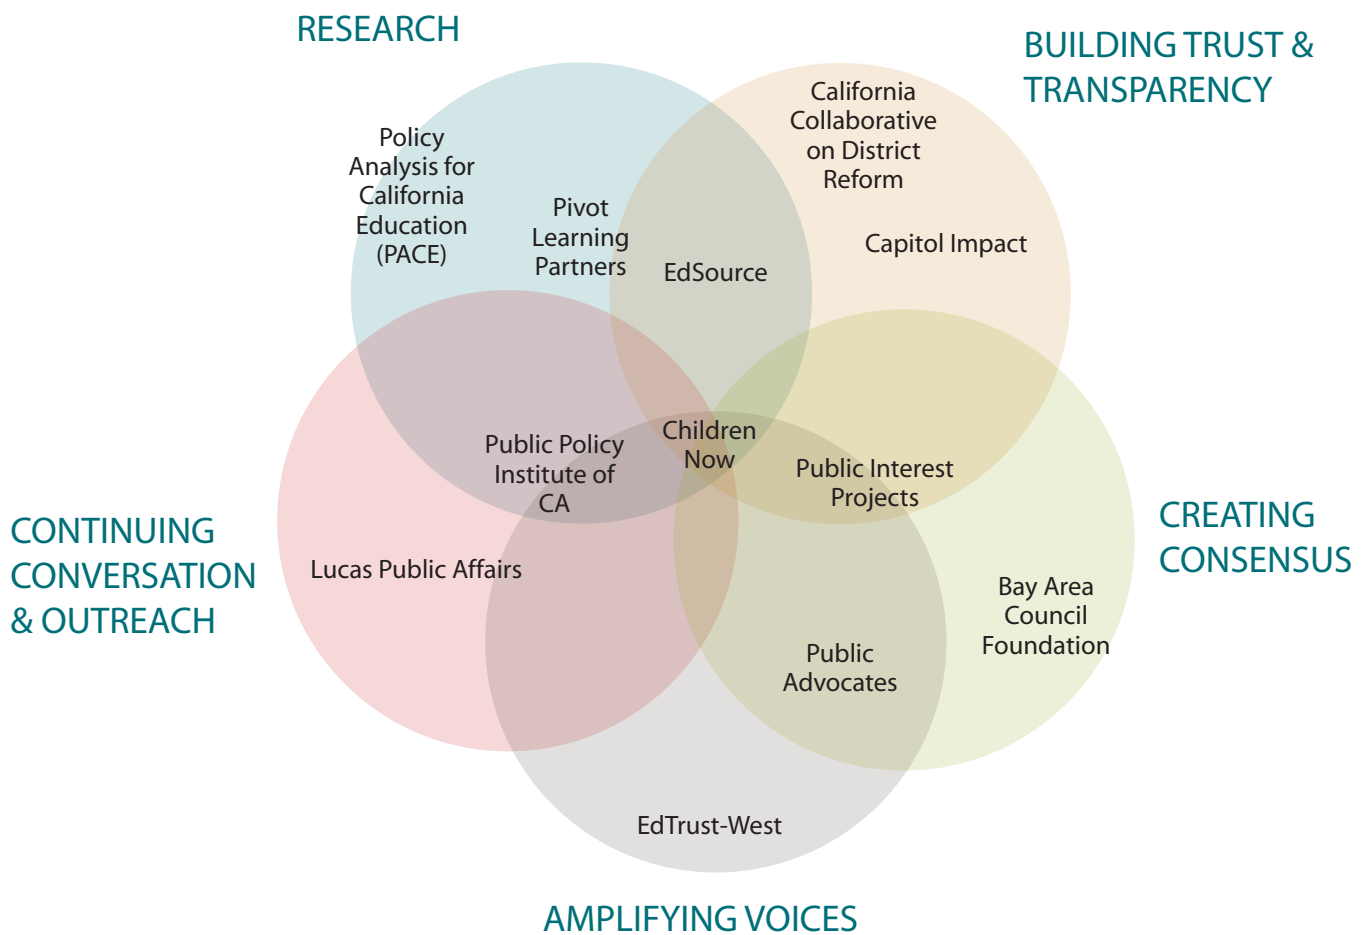 RESEARCH
BUILDING TRUST &
TRANSPARENCY
Policy
Analysis for
California
Education
(PACE)
Pivot
Learning
Partners
EdSource
California
Collaborative
on District
Reform
Capitol Impact
Public Policy
Institute of
CA
Children
Now
Public Interest
Projects
CONTINUING
CONVERSATION
& OUTREACH
Lucas Public Affairs
CREATING
CONSENSUS
Bay Area
Council
Foundation
Public
Advocates
EdTrust-West
AMPLIFYING VOICES